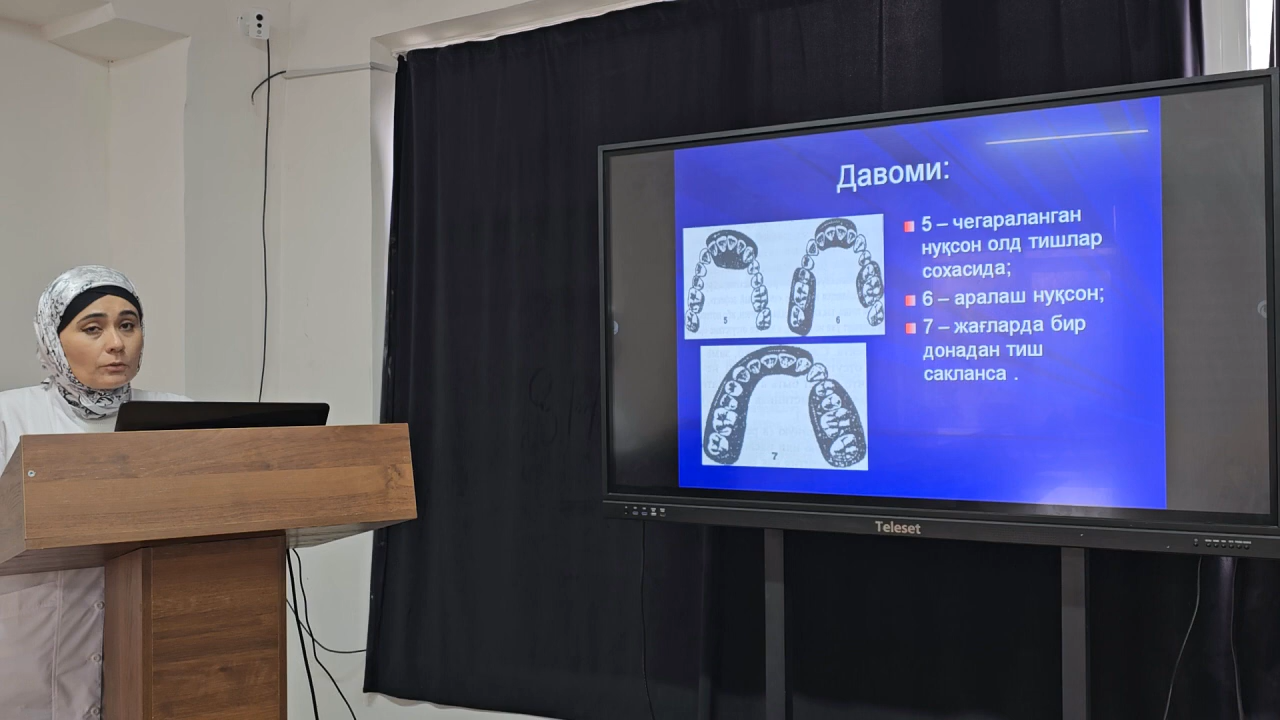 Давоми:
5 – чегараланган
нуқсон олд тишлар
сохасида;
6 – аралаш нуқсон;
7 – жағларда бир
донадан тиш
сакланса .
5
6
7
Teleset